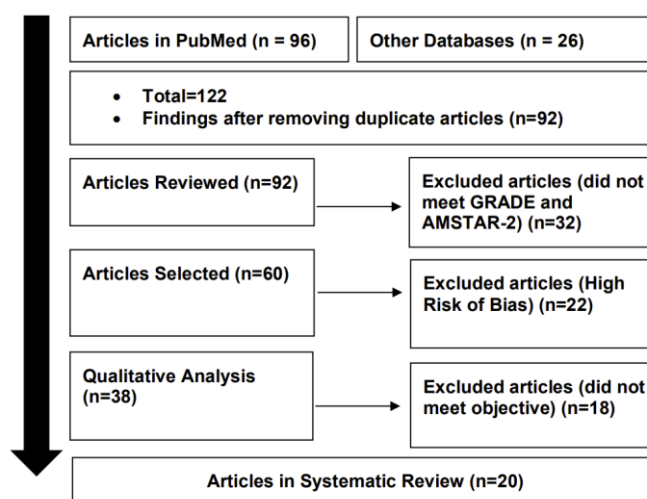 Articles in PubMed (n = 96)
Other Databases (n = 26)
• Total=122
• Findings after removing duplicate articles (n=92)
Articles Reviewed (n=92)
Excluded articles (did not
meet GRADE and
AMSTAR-2) (n=32)
Articles Selected (n=60)
Excluded articles (High
Risk of Bias) (n=22)
Qualitative Analysis
(n=38)
Excluded articles (did not
meet objective) (n=18)
Articles in Systematic Review (n=20)